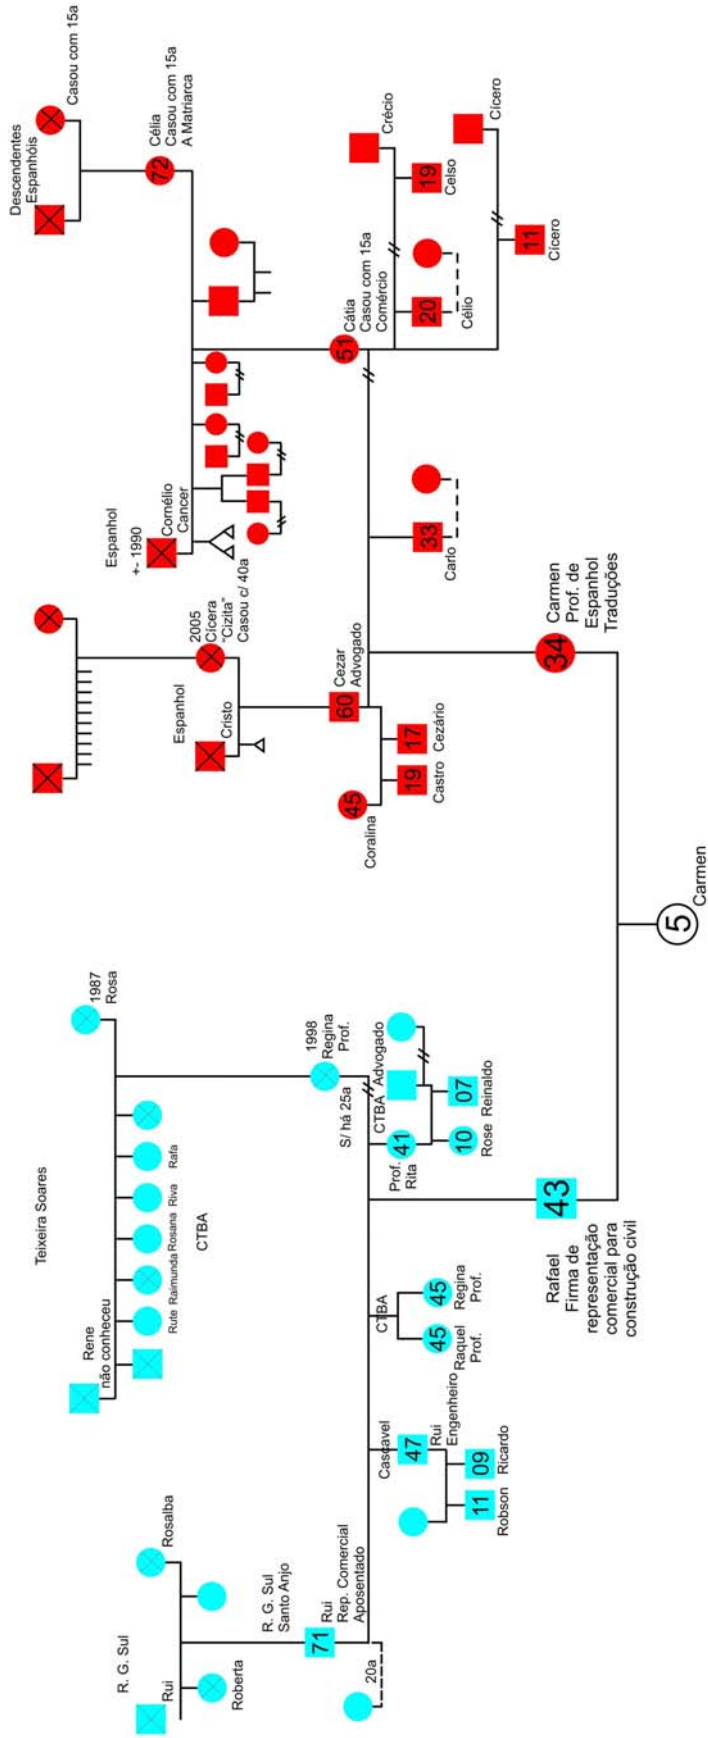 R. G. Sul
Rui
Rosalba
Roberta
R. G. Sul
Santo Anjo
71
Rui
Rep. Comercial
Aposentado
20a
Teixeira Soares
Rene
não conheceu
1987
Rosa
Rute
Raimunda
Rosana
Riva
Rafa
CTBA
1998
Regina
Prof.
S/ há 25a
Cascavel
47
Rui
Engenheiro
11
Robson
09
Ricardo
CTBA
45
Raquel
Prof.
45
Regina
Prof.
CTBA
Advogado
41
Prof.
Rita
10
Rose
07
Reinaldo
43
Rafael
Firma de
representação
comercial para
construção civil
2005
Cícera
"Cizita"
Casou c/ 40a
Espanhol
Cristo
60
Cezar
Advogado
45
Coralina
19
Castro
17
Cezário
Descendentes
Espanhóis
Casou com 15a
72
Célia
Casou com 15a
A Matriarca
Espanhol
+- 1990
Cornélio
Cancer
51
Cátia
Casou com 15a
Comércio
33
Carlo
20
Célio
19
Celso
Crécio
11
Cícero
Cícero
34
Carmen
Prof. de
Espanhol
Traduções
5
Carmen